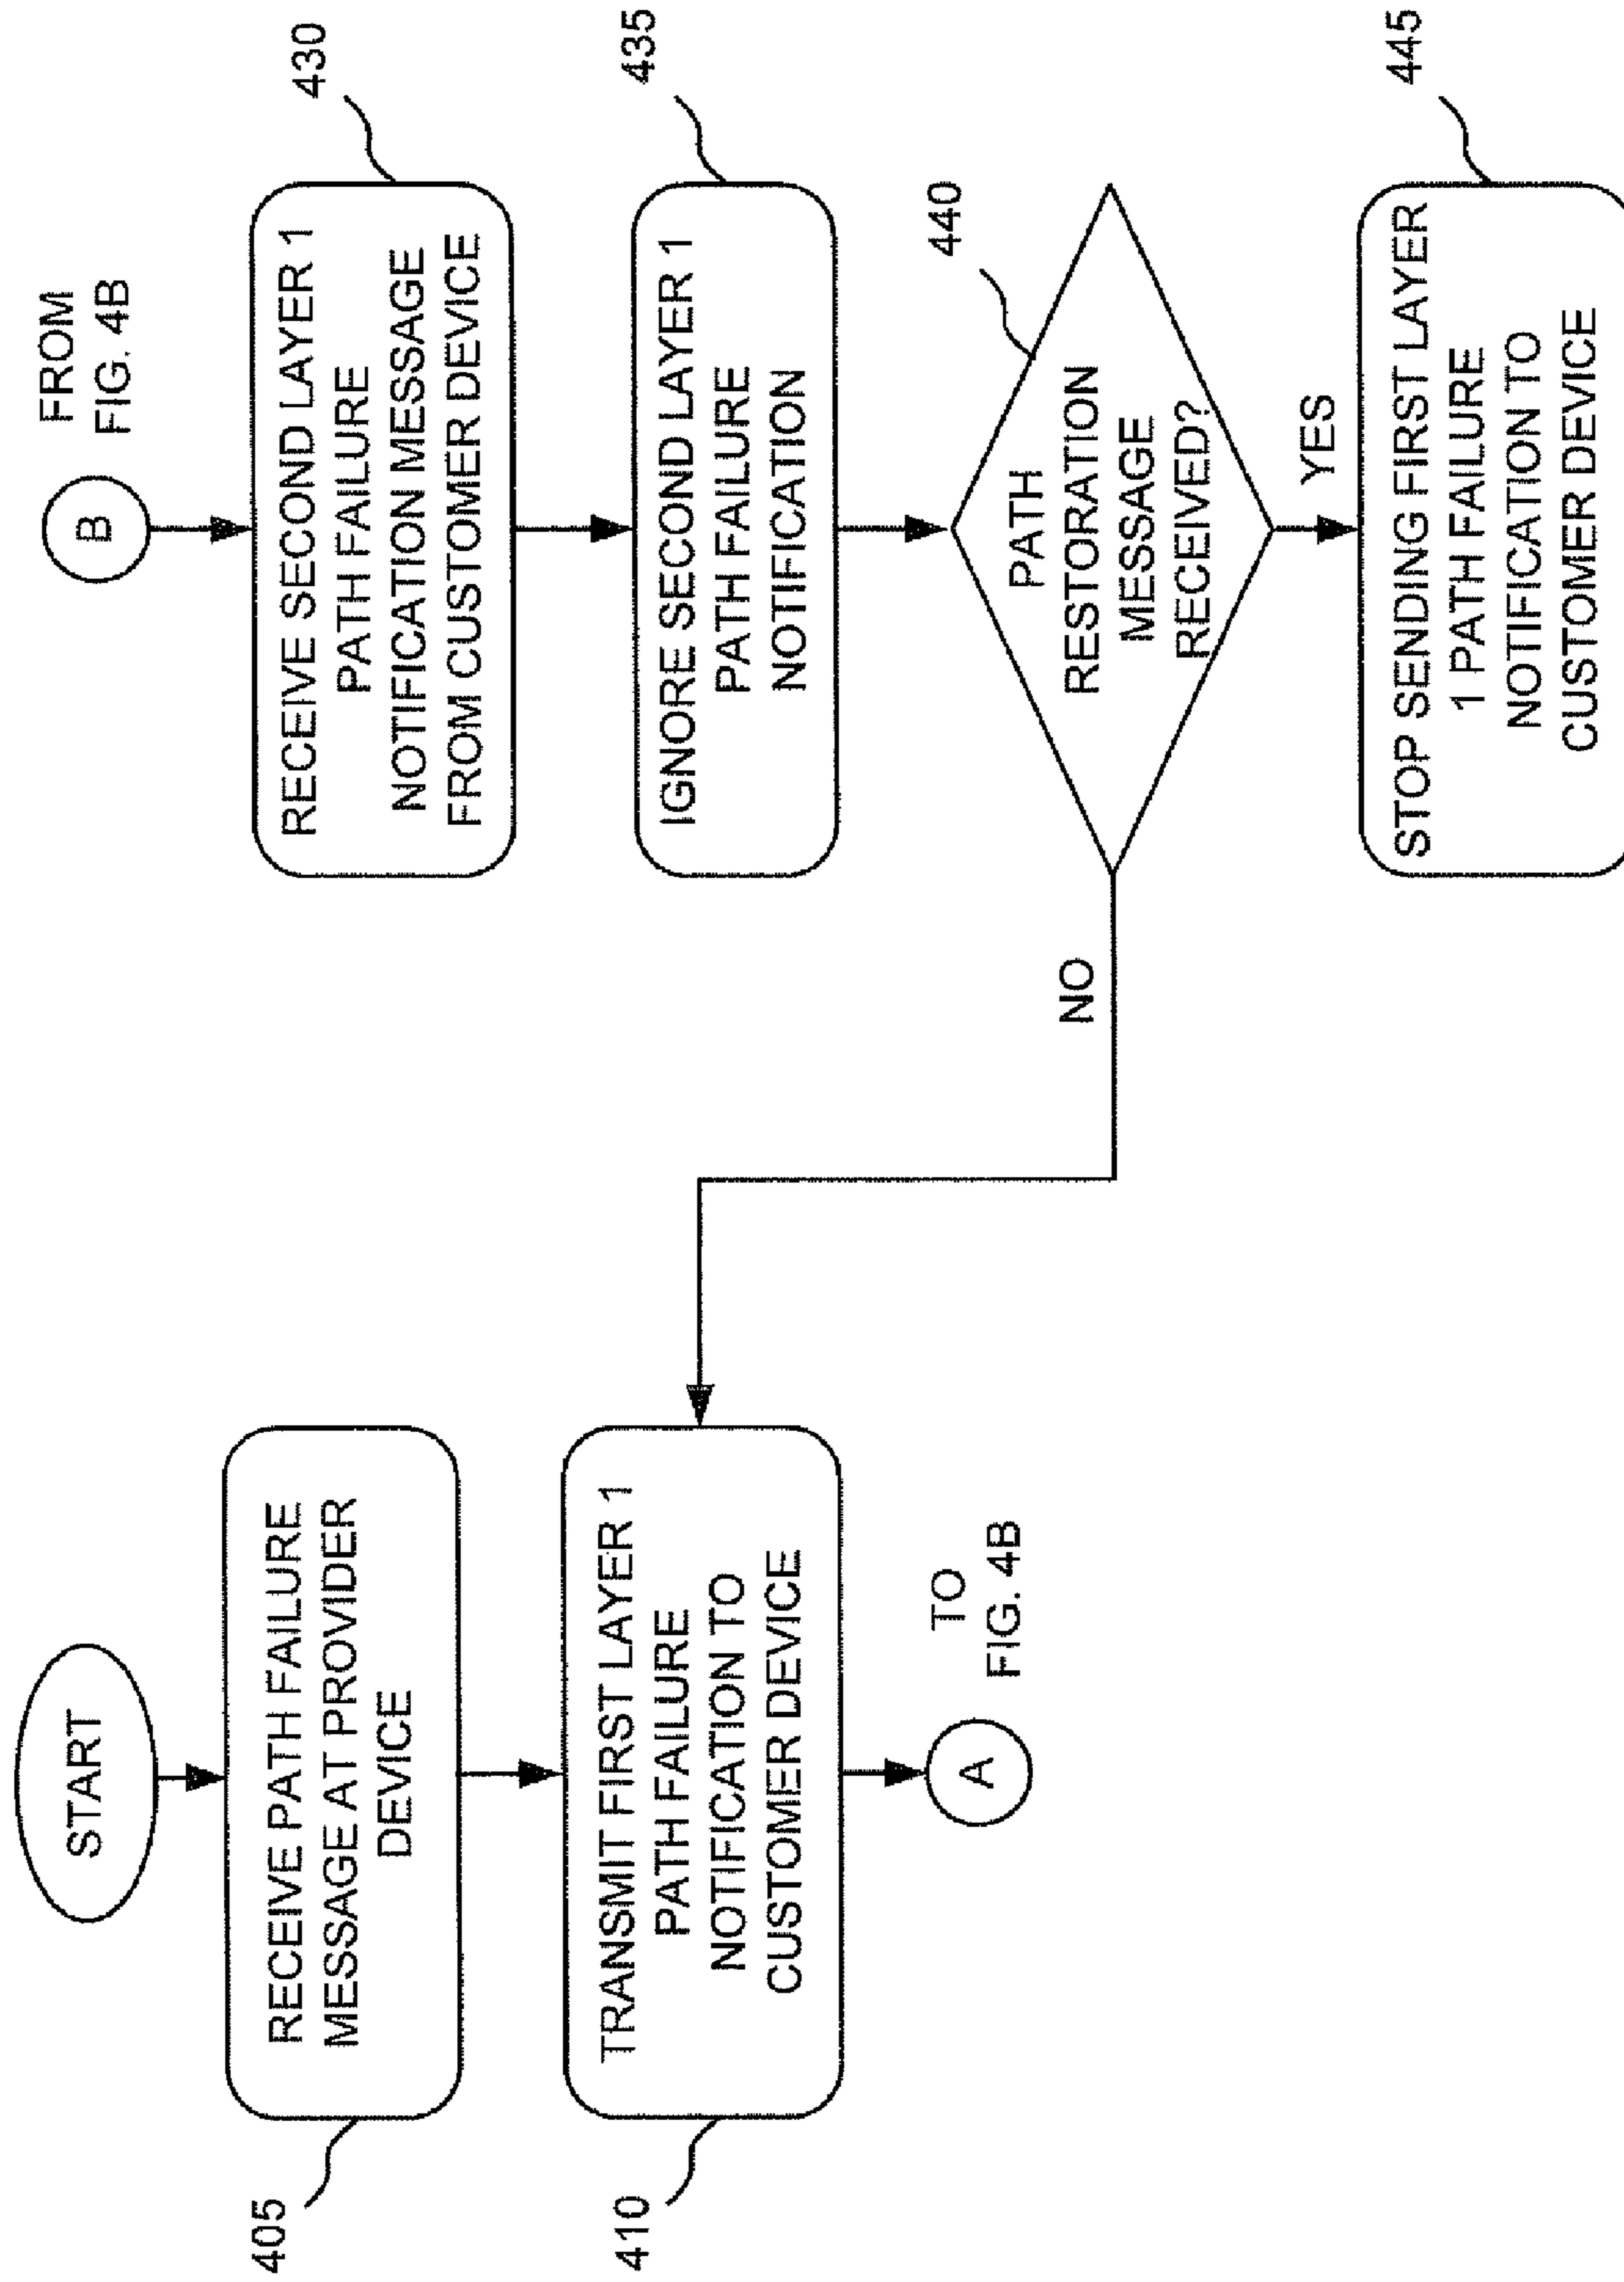 START
RECEIVE PATH FAILURE
MESSAGE AT PROVIDER
DEVICE
405
TRANSMIT FIRST LAYER 1
PATH FAILURE
NOTIFICATION TO
CUSTOMER DEVICE
410
A
TO
FIG. 4B
B
FROM
FIG. 4B
RECEIVE SECOND LAYER 1
PATH FAILURE
NOTIFICATION MESSAGE
FROM CUSTOMER DEVICE
430
IGNORE SECOND LAYER 1
PATH FAILURE
NOTIFICATION
435
PATH
RESTORATION
MESSAGE
RECEIVED?
440
NO
YES
STOP SENDING FIRST LAYER
1 PATH FAILURE
NOTIFICATION TO
CUSTOMER DEVICE
445